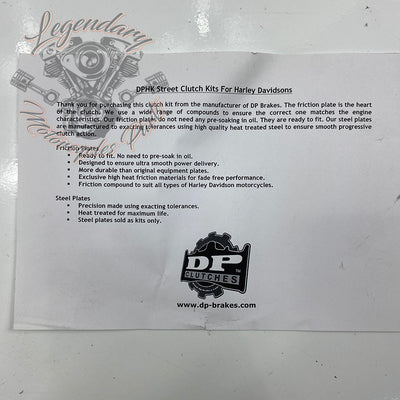 Legendary
Motorcycles Parts
DPHK Street Clutch Kits For Harley Davidsons
Thank you for purchasing this clutch kit from the manufacturer of DP Brakes. The friction plate is the heart
of the clutch. We use a wide range of compounds to ensure the correct one matches the engine
characteristics. Our friction plates do not need any pre-soaking in oil. They are ready to fit. Our steel plates
are manufactured to exacting tolerances using high quality heat treated steel to ensure smooth progressive
clutch action.
Friction Plates
• Ready to fit. No need to pre-soak in oil.
• Designed to ensure ultra smooth power delivery.
• More durable than original equipment plates.
• Exclusive high heat friction materials for fade free performance.
• Friction compound to suit all types of Harley Davidson motorcycles.
Steel Plates
• Precision made using exacting tolerances.
• Heat treated for maximum life.
• Steel plates sold as kits only.
DP TM
CLUTCHES
www.dp-brakes.com